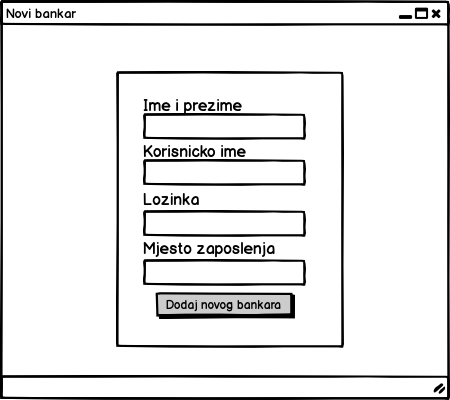 Novi bankar
Ime i prezime
Korisnicko ime
Lozinka
Mjesto zaposlenja
Dodaj novog bankara